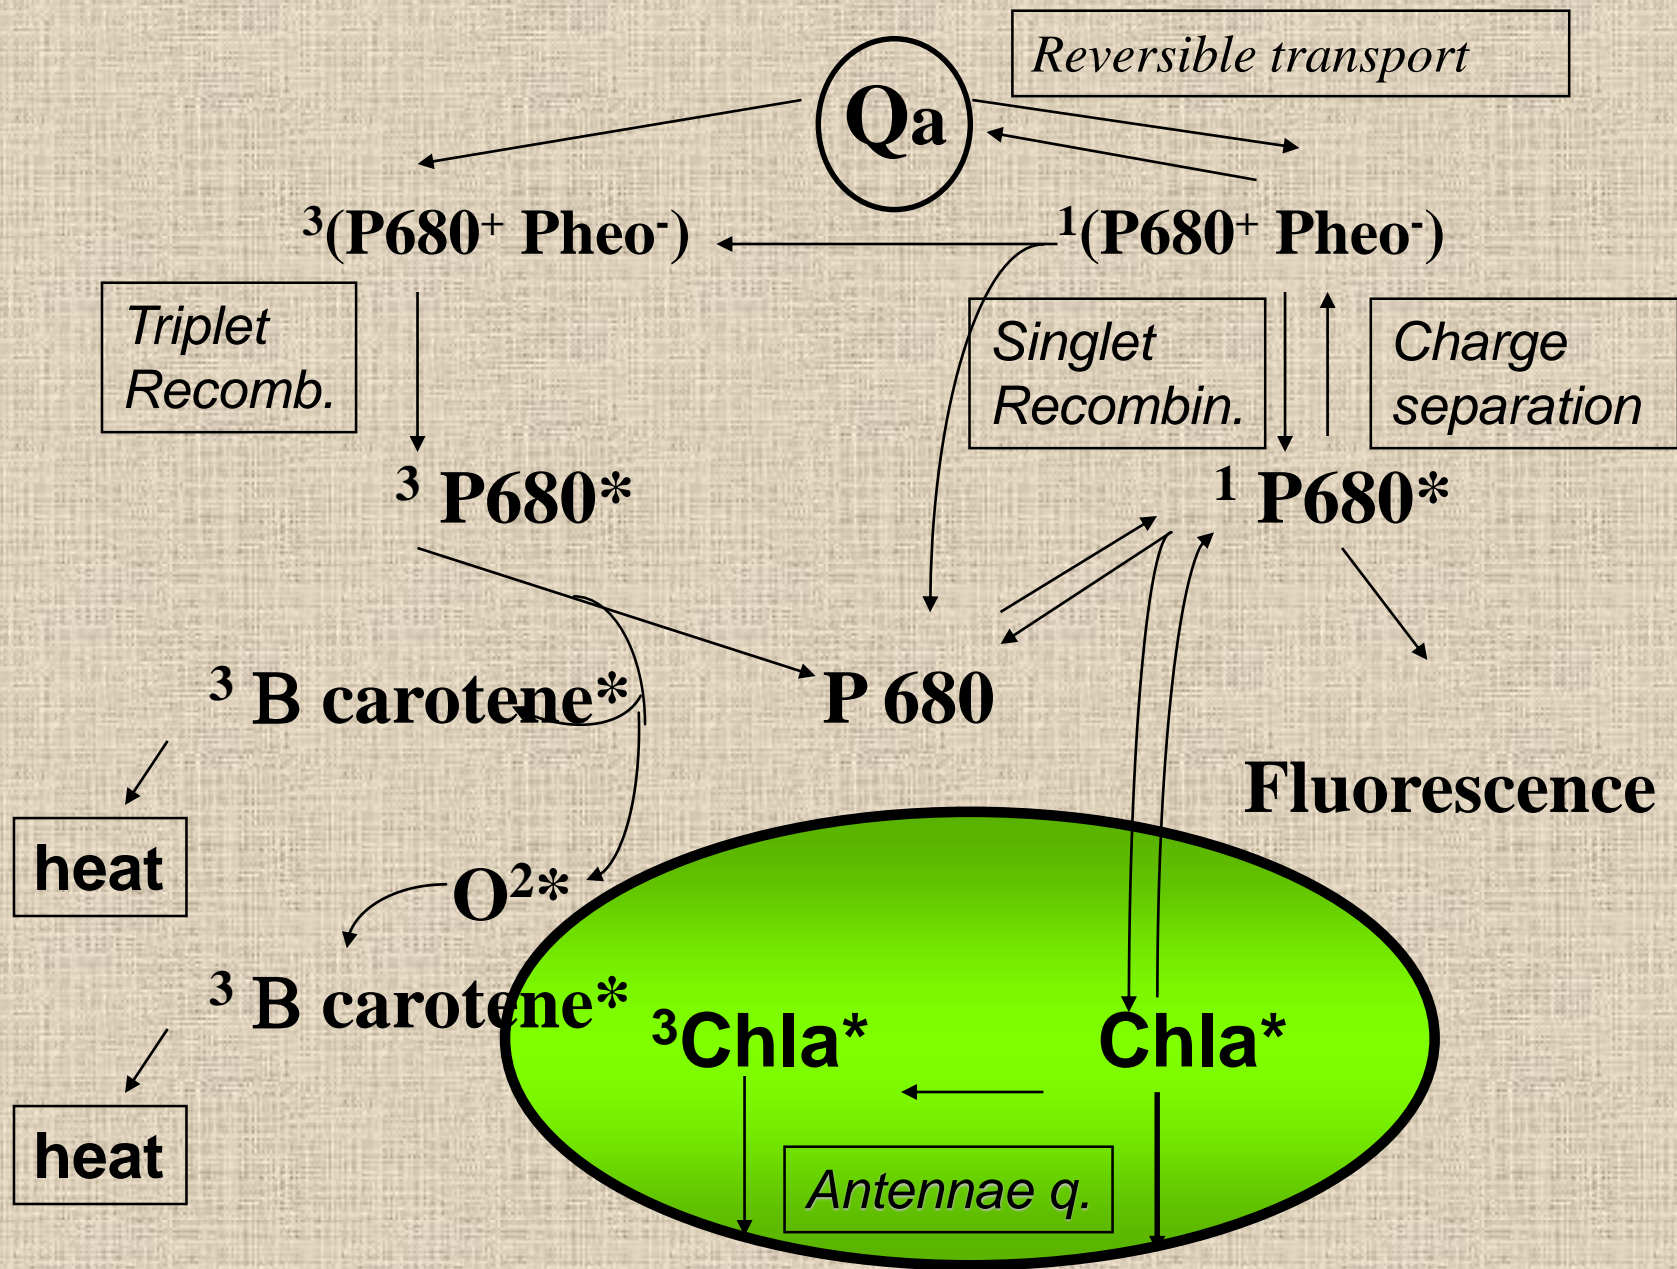 Reversible transport
Qa
³(P680⁺ Pheo⁻)
¹(P680⁺ Pheo⁻)
Triplet
Recomb.
Singlet
Recombin.
Charge
separation
³ P680*
¹ P680*
³ B carotene*
P 680
Fluorescence
heat
O²*
³ B carotene*
³Chla*
Chla*
heat
Antennae q.